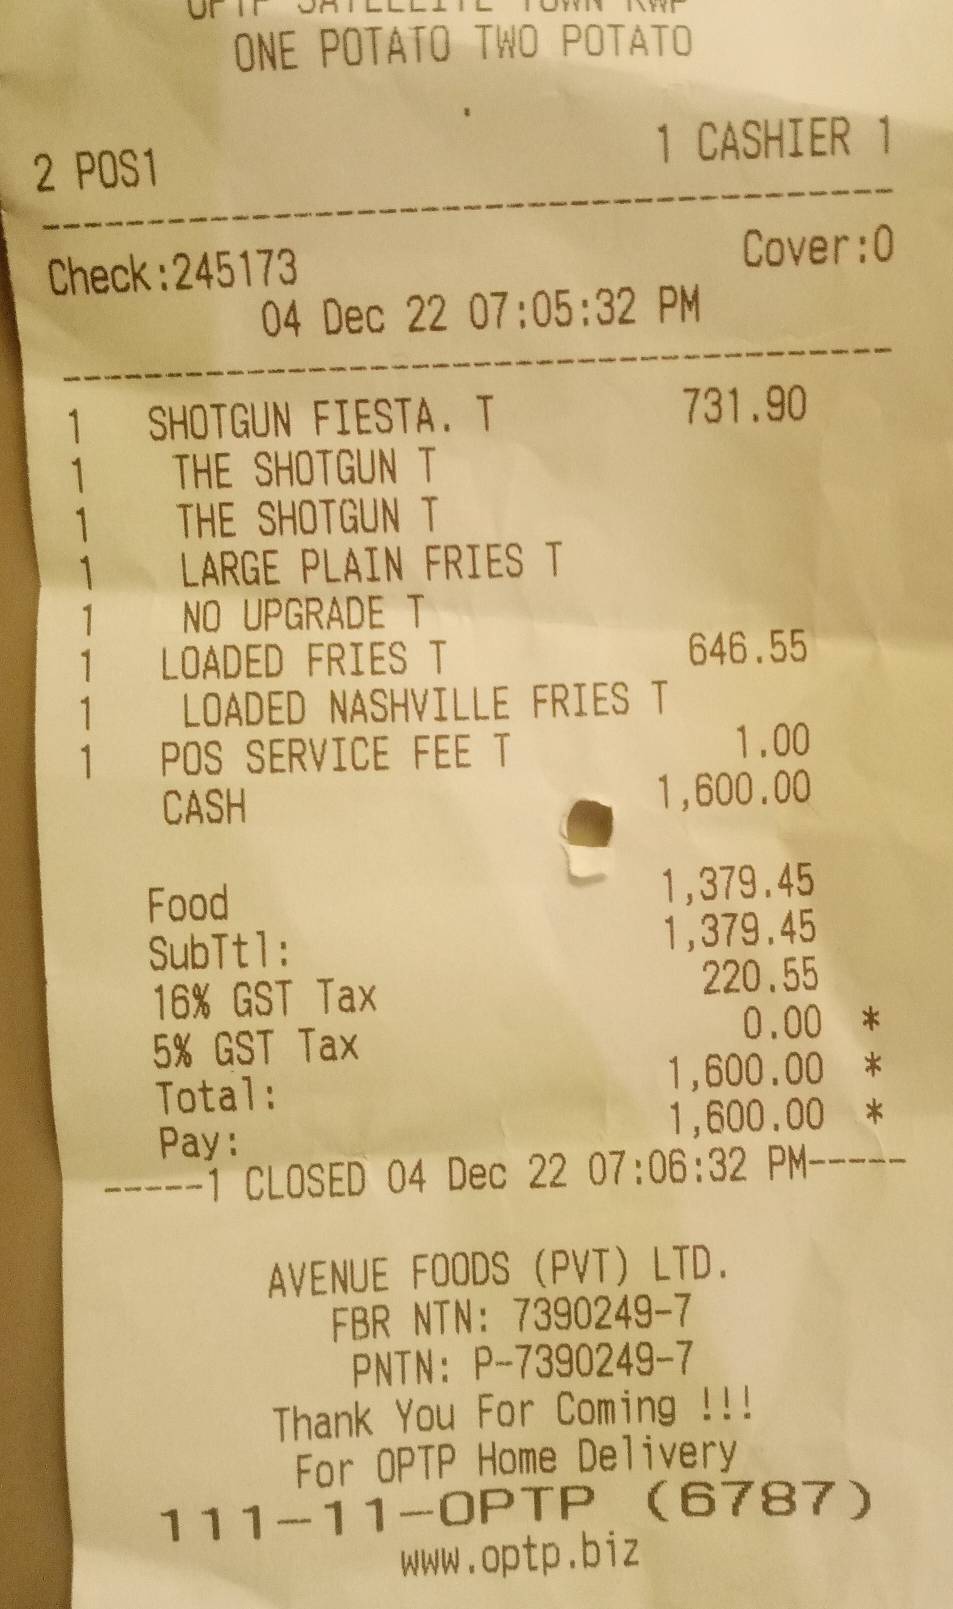 OPTP SATELLITE TOWN RWP
ONE POTATO TWO POTATO
2 POS1 1 CASHIER 1
Check:245173 Cover:0
04 Dec 22 07:05:32 PM
1 SHOTGUN FIESTA. T 731.90
1 THE SHOTGUN T
1 THE SHOTGUN T
1 LARGE PLAIN FRIES T
1 NO UPGRADE T
1 LOADED FRIES T 646.55
1 LOADED NASHVILLE FRIES T
1 POS SERVICE FEE T 1.00
CASH 1,600.00
Food 1,379.45
SubTtl: 1,379.45
16% GST Tax 220.55
5% GST Tax 0.00 *
Total: 1,600.00 *
Pay: 1,600.00 *
-----1 CLOSED 04 Dec 22 07:06:32 PM-----
AVENUE FOODS (PVT) LTD.
FBR NTN: 7390249-7
PNTN: P-7390249-7
Thank You For Coming !!!
For OPTP Home Delivery
111-11-OPTP (6787)
www.optp.biz